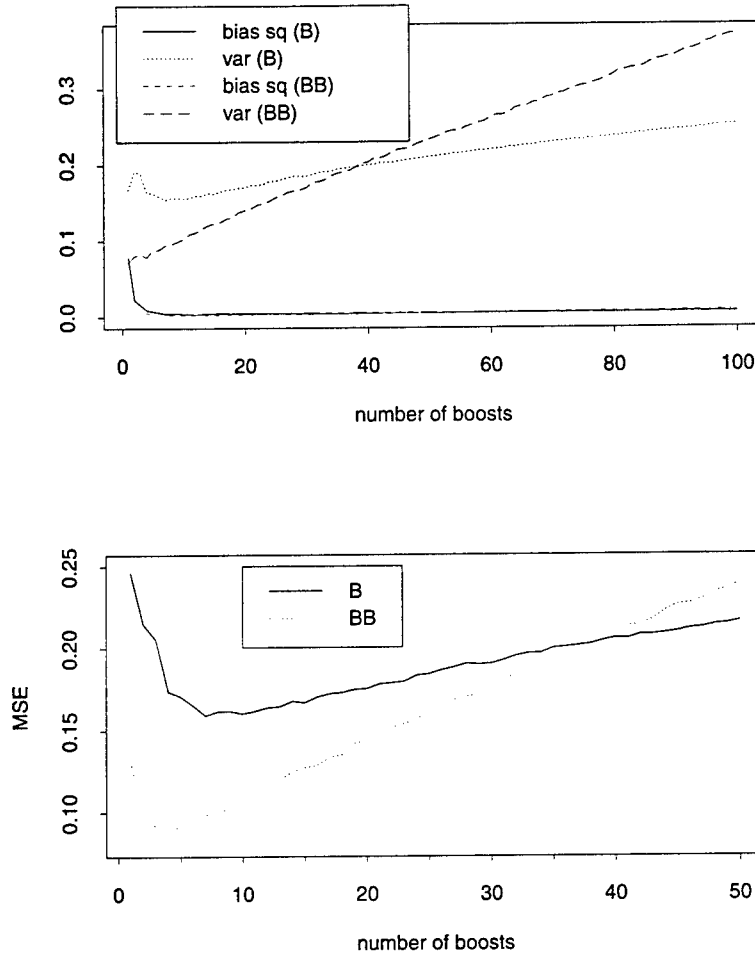 bias sq (B)
var (B)
bias sq (BB)
var (BB)
0.3
0.2
0.1
0.0
0 20 40 60 80 100
number of boosts
0.25
B
BB
0.20
MSE
0.15
0.10
0 10 20 30 40 50
number of boosts